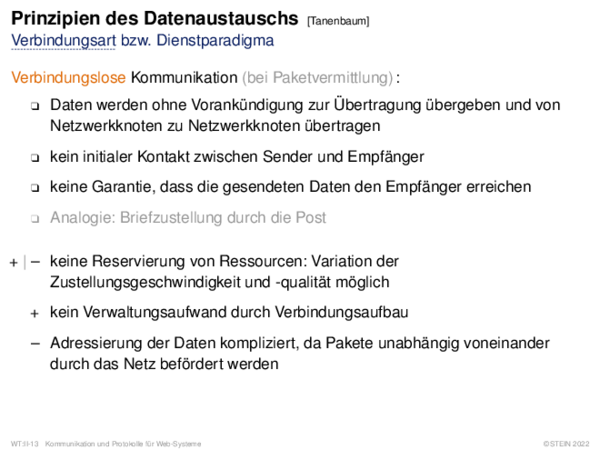 Prinzipien des Datenaustauschs [Tanenbaum]
Verbindungsart bzw. Dienstparadigma
Verbindungslose Kommunikation (bei Paketvermittlung) :
❑ Daten werden ohne Vorankündigung zur Übertragung übergeben und von
Netzwerkknoten zu Netzwerkknoten übertragen
❑ kein initialer Kontakt zwischen Sender und Empfänger
❑ keine Garantie, dass die gesendeten Daten den Empfänger erreichen
❑ Analogie: Briefzustellung durch die Post
+ | – keine Reservierung von Ressourcen: Variation der
Zustellungsgeschwindigkeit und -qualität möglich
+ kein Verwaltungsaufwand durch Verbindungsaufbau
– Adressierung der Daten kompliziert, da Pakete unabhängig voneinander
durch das Netz befördert werden
WT:II-13 Kommunikation und Protokolle für Web-Systeme ©STEIN 2022